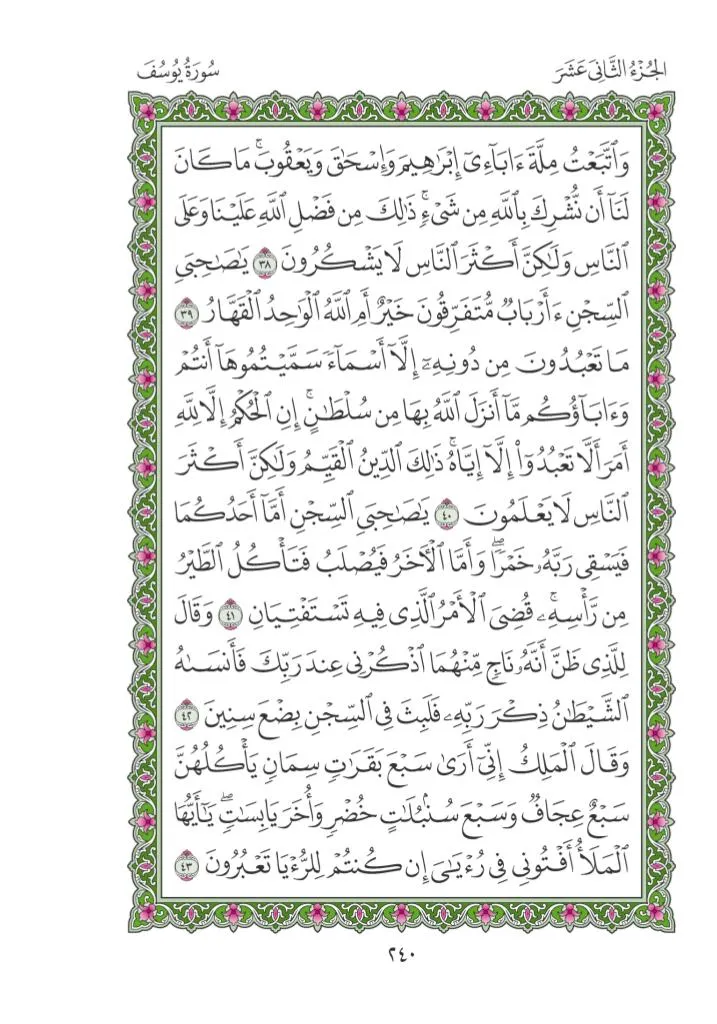 الجُزْءُ الثَّانِي عَشَرَ
سُورَةُ يُوسُفَ
وَٱتَّبَعۡتُ مِلَّةَ ءَابَآءِيٓ إِبۡرَٰهِيمَ وَإِسۡحَٰقَ وَيَعۡقُوبَۚ مَا كَانَ
لَنَآ أَن نُّشۡرِكَ بِٱللَّهِ مِن شَيۡءٖۚ ذَٰلِكَ مِن فَضۡلِ ٱللَّهِ عَلَيۡنَا وَعَلَى
ٱلنَّاسِ وَلَٰكِنَّ أَكۡثَرَ ٱلنَّاسِ لَا يَشۡكُرُونَ ٣٨ يَٰصَٰحِبَيِ
ٱلسِّجۡنِ ءَأَرۡبَابٞ مُّتَفَرِّقُونَ خَيۡرٌ أَمِ ٱللَّهُ ٱلۡوَٰحِدُ ٱلۡقَهَّارُ ٣٩
مَا تَعۡبُدُونَ مِن دُونِهِۦٓ إِلَّآ أَسۡمَآءٗ سَمَّيۡتُمُوهَآ أَنتُمۡ
وَءَابَآؤُكُم مَّآ أَنزَلَ ٱللَّهُ بِهَا مِن سُلۡطَٰنٍۚ إِنِ ٱلۡحُكۡمُ إِلَّا لِلَّهِ
أَمَرَ أَلَّا تَعۡبُدُوٓاْ إِلَّآ إِيَّاهُۚ ذَٰلِكَ ٱلدِّينُ ٱلۡقَيِّمُ وَلَٰكِنَّ أَكۡثَرَ
ٱلنَّاسِ لَا يَعۡلَمُونَ ٤٠ يَٰصَٰحِبَيِ ٱلسِّجۡنِ أَمَّآ أَحَدُكُمَا
فَيَسۡقِي رَبَّهُۥ خَمۡرٗاۖ وَأَمَّا ٱلۡأٓخَرُ فَيُصۡلَبُ فَتَأۡكُلُ ٱلطَّيۡرُ
مِن رَّأۡسِهِۦۚ قُضِيَ ٱلۡأَمۡرُ ٱلَّذِي فِيهِ تَسۡتَفۡتِيَانِ ٤١ وَقَالَ
لِلَّذِي ظَنَّ أَنَّهُۥ نَاجٖ مِّنۡهُمَا ٱذۡكُرۡنِي عِندَ رَبِّكَ فَأَنسَىٰهُ
ٱلشَّيۡطَٰنُ ذِكۡرَ رَبِّهِۦ فَلَبِثَ فِي ٱلسِّجۡنِ بِضۡعَ سِنِينَ ٤٢
وَقَالَ ٱلۡمَلِكُ إِنِّيٓ أَرَىٰ سَبۡعَ بَقَرَٰتٖ سِمَانٖ يَأۡكُلُهُنَّ
سَبۡعٌ عِجَافٞ وَسَبۡعَ سُنۢبُلَٰتٍ خُضۡرٖ وَأُخَرَ يَابِسَٰتٖۖ يَٰٓأَيُّهَا
ٱلۡمَلَأُ أَفۡتُونِي فِي رُءۡيَٰيَ إِن كُنتُمۡ لِلرُّءۡيَا تَعۡبُرُونَ ٤٣
٢٤٠